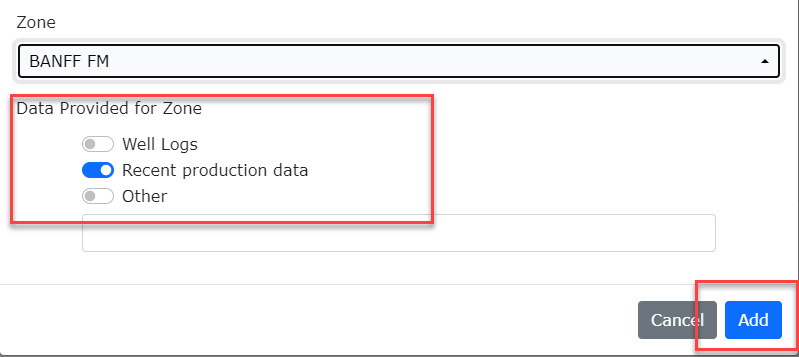 Zone
BANFF FM
Data Provided for Zone
Well Logs
Recent production data
Other
Cancel Add